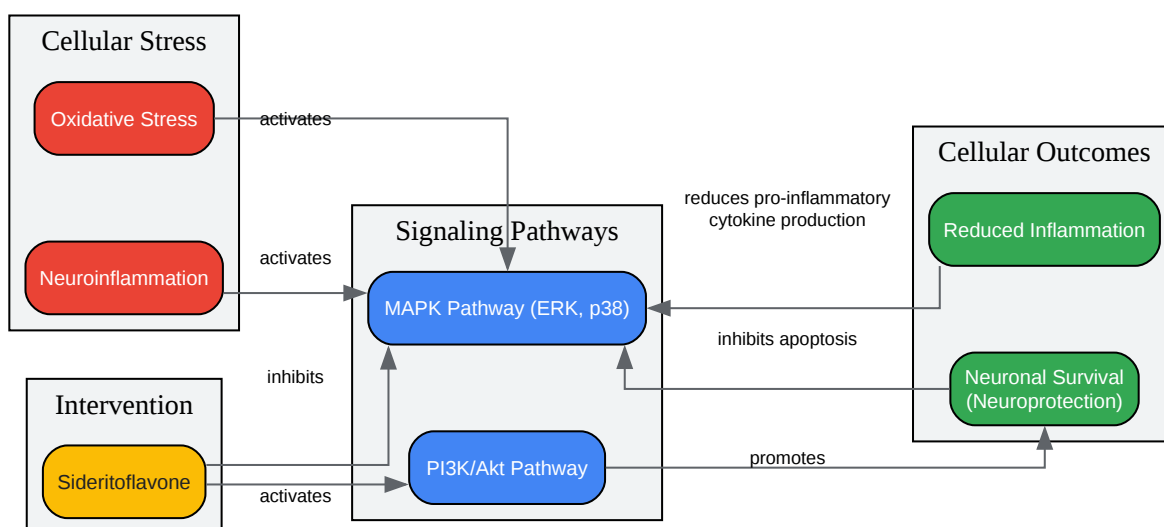 Cellular Stress
Oxidative Stress
activates
Neuroinflammation
activates
Intervention
Sideritoflavone
inhibits
activates
Signaling Pathways
MAPK Pathway (ERK, p38)
PI3K/Akt Pathway
reduces pro-inflammatory
cytokine production
inhibits apoptosis
promotes
Cellular Outcomes
Reduced Inflammation
Neuronal Survival
(Neuroprotection)